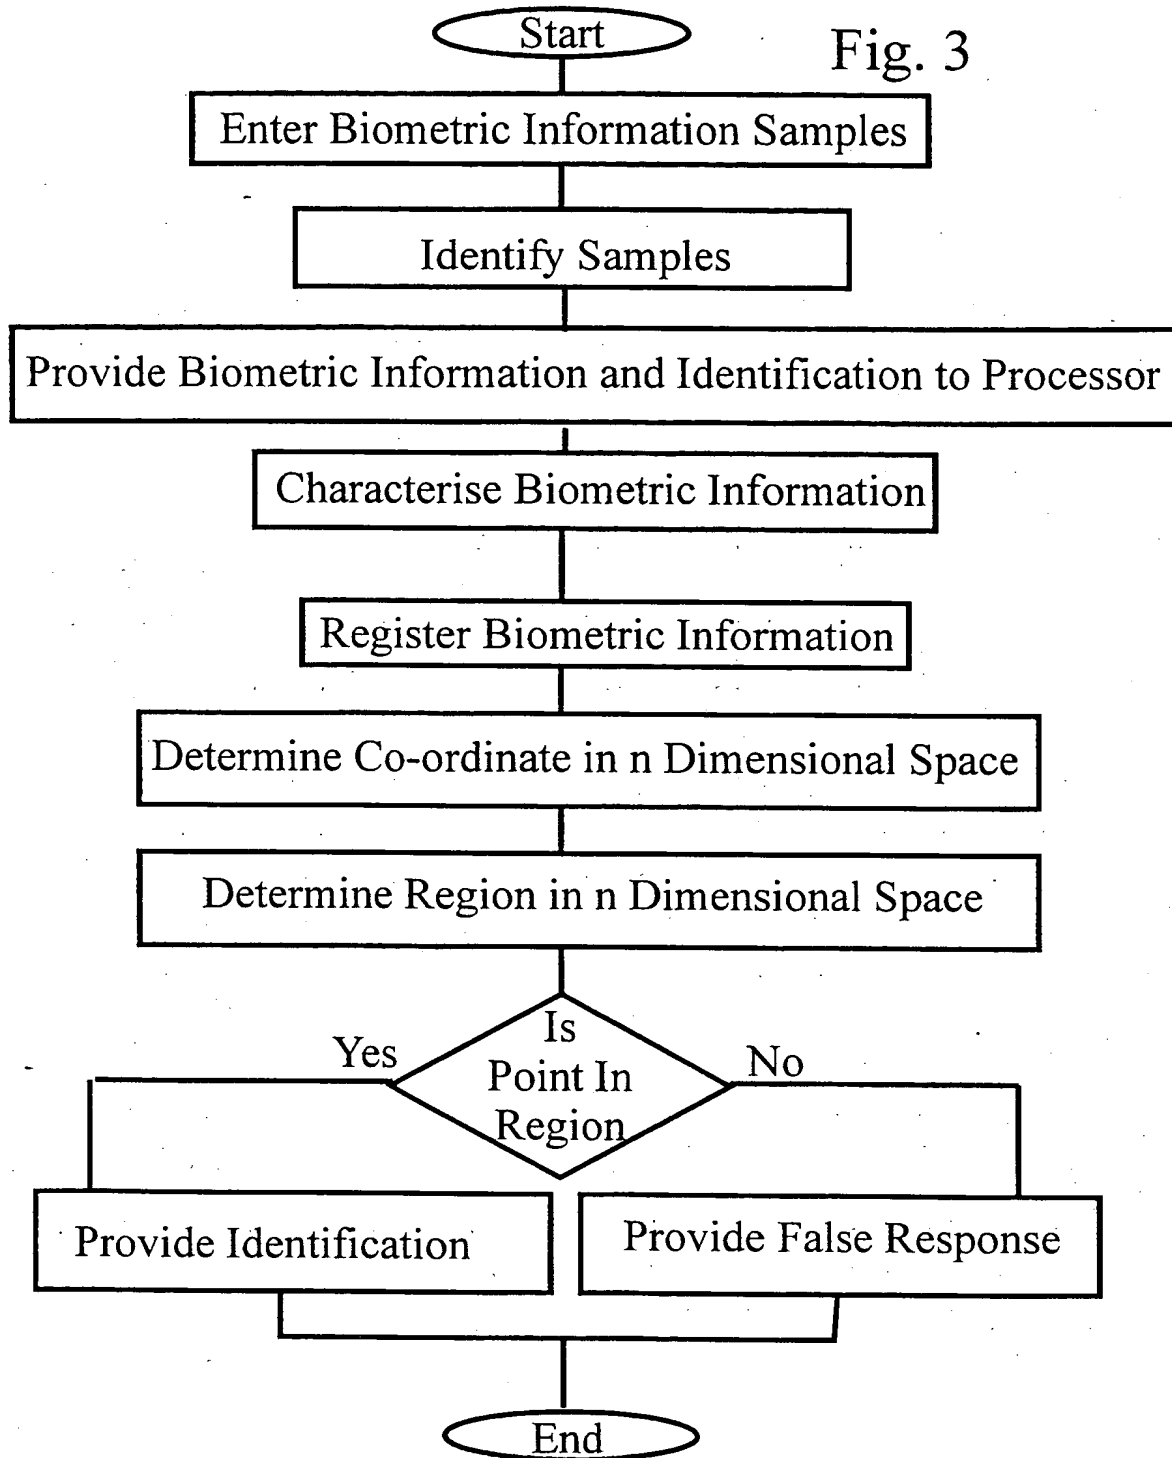 Start
Fig. 3
Enter Biometric Information Samples
Identify Samples
Provide Biometric Information and Identification to Processor
Characterise Biometric Information
Register Biometric Information
Determine Co-ordinate in n Dimensional Space
Determine Region in n Dimensional Space
Is
Point In
Region
Yes
No
Provide Identification
Provide False Response
End